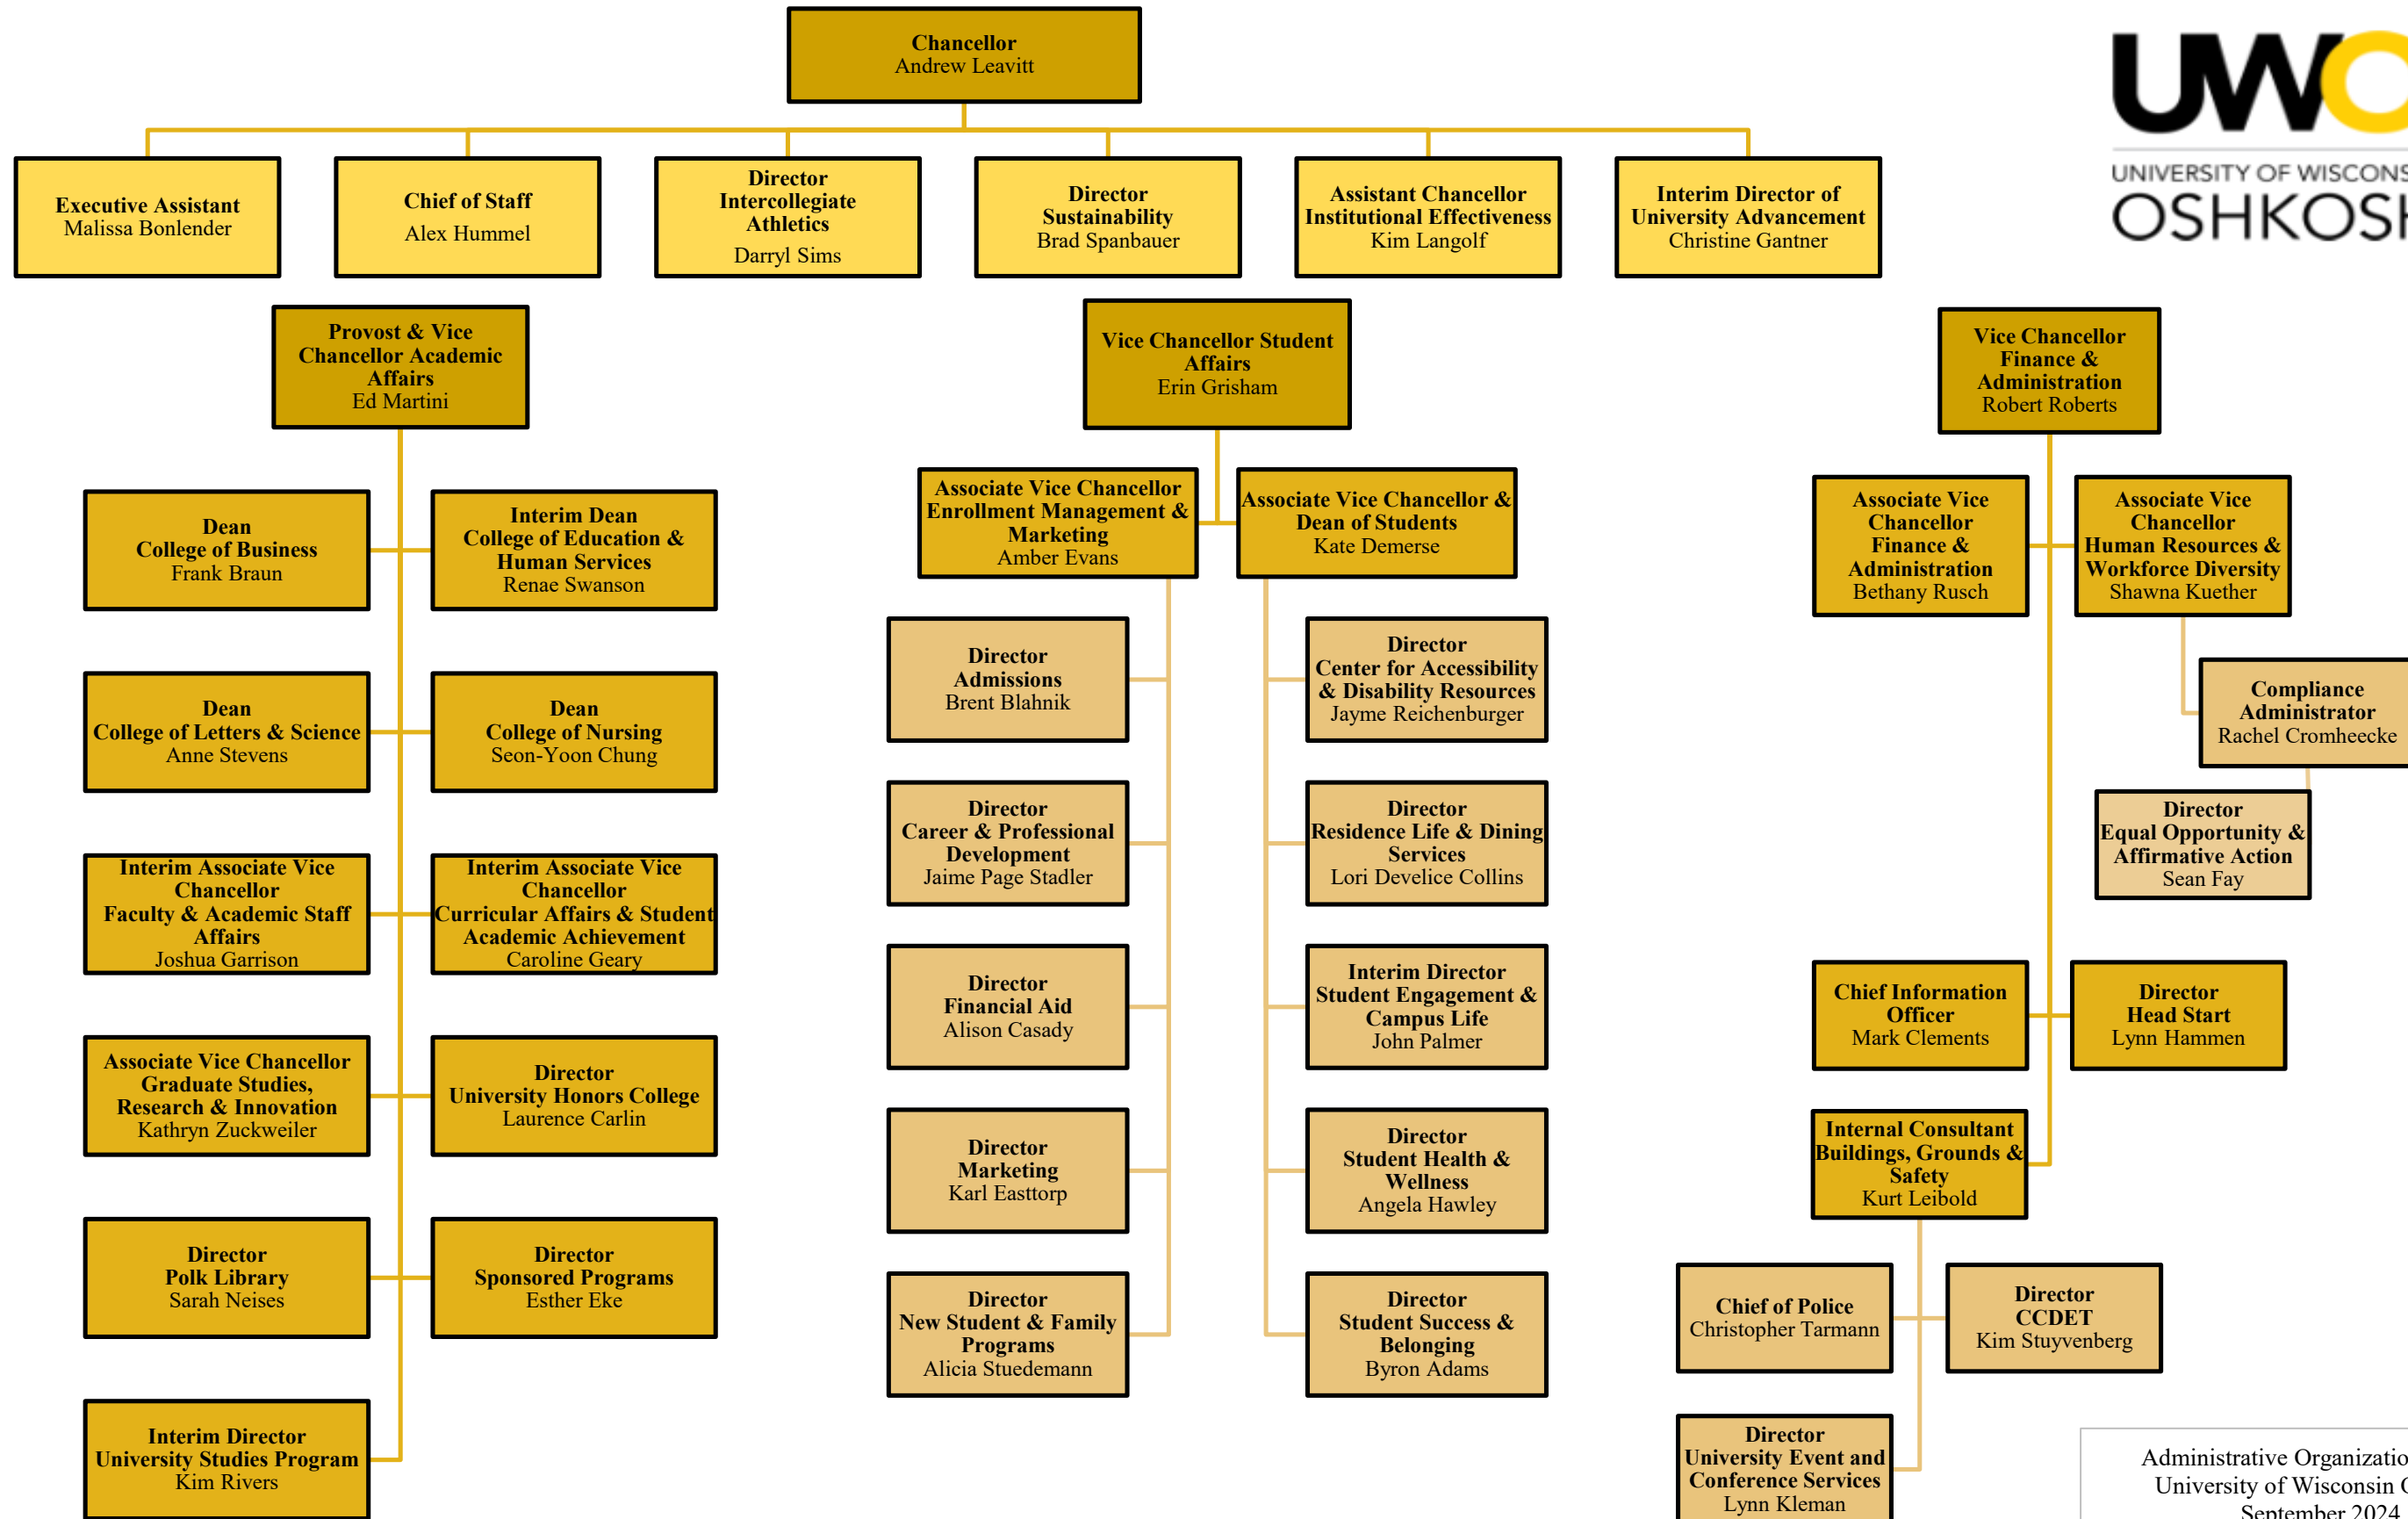 Chancellor
Andrew Leavitt
UWO
UNIVERSITY OF WISCONS
OSHKOSH
Executive Assistant
Malissa Bonlender
Chief of Staff
Alex Hummel
Director
Intercollegiate
Athletics
Darryl Sims
Director
Sustainability
Brad Spanbauer
Assistant Chancellor
Institutional Effectiveness
Kim Langolf
Interim Director of
University Advancement
Christine Gantner
Provost & Vice
Chancellor Academic
Affairs
Ed Martini
Dean
College of Business
Frank Braun
Interim Dean
College of Education &
Human Services
Renae Swanson
Dean
College of Letters & Science
Anne Stevens
Dean
College of Nursing
Seon-Yoon Chung
Interim Associate Vice
Chancellor
Faculty & Academic Staff
Affairs
Joshua Garrison
Interim Associate Vice
Chancellor
Curricular Affairs & Student
Academic Achievement
Caroline Geary
Associate Vice Chancellor
Graduate Studies,
Research & Innovation
Kathryn Zuckweiler
Director
University Honors College
Laurence Carlin
Director
Polk Library
Sarah Neises
Director
Sponsored Programs
Esther Eke
Interim Director
University Studies Program
Kim Rivers
Vice Chancellor Student
Affairs
Erin Grisham
Associate Vice Chancellor
Enrollment Management &
Marketing
Amber Evans
Associate Vice Chancellor &
Dean of Students
Kate Demerse
Director
Admissions
Brent Blahnik
Director
Career & Professional
Development
Jaime Page Stadler
Director
Financial Aid
Alison Casady
Director
Marketing
Karl Easttorp
Director
New Student & Family
Programs
Alicia Stuedemann
Director
Center for Accessibility
& Disability Resources
Jayme Reichenburger
Director
Residence Life & Dining
Services
Lori Develice Collins
Interim Director
Student Engagement &
Campus Life
John Palmer
Director
Student Health &
Wellness
Angela Hawley
Director
Student Success &
Belonging
Byron Adams
Vice Chancellor
Finance &
Administration
Robert Roberts
Associate Vice
Chancellor
Finance &
Administration
Bethany Rusch
Associate Vice
Chancellor
Human Resources &
Workforce Diversity
Shawna Kuether
Compliance
Administrator
Rachel Cromheecke
Director
Equal Opportunity &
Affirmative Action
Sean Fay
Chief Information
Officer
Mark Clements
Director
Head Start
Lynn Hammen
Internal Consultant
Buildings, Grounds &
Safety
Kurt Leibold
Chief of Police
Christopher Tarmann
Director
CCDET
Kim Stuyvenberg
Director
University Event and
Conference Services
Lynn Kleman
Administrative Organizatio
University of Wisconsin
September 2024